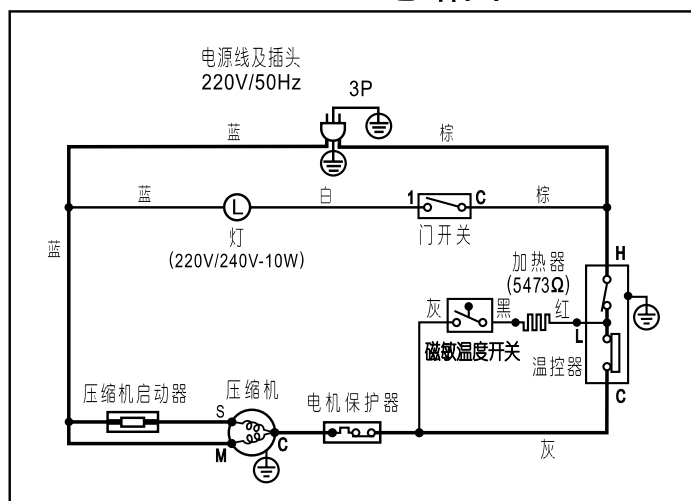 电源线及插头
220V/50Hz
3P
蓝
棕
蓝
L
白
1
C
棕
灯
(220V/240V-10W)
门开关
蓝
H
加热器
(5473Ω)
灰
黑
红
L
磁敏温度开关
温控器
压缩机启动器
压缩机
电机保护器
C
S
M
C
灰